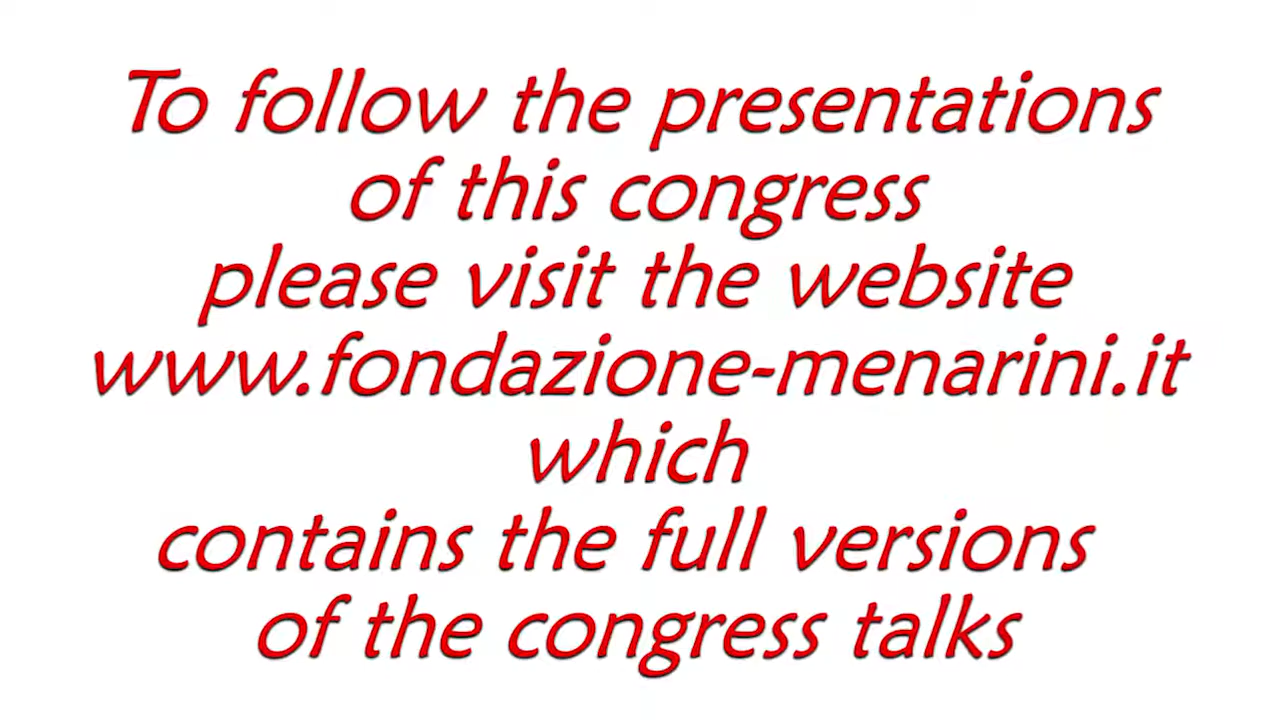 To follow the presentations
of this congress
please visit the website
www.fondazione-menarini.it
which
contains the full versions
of the congress talks